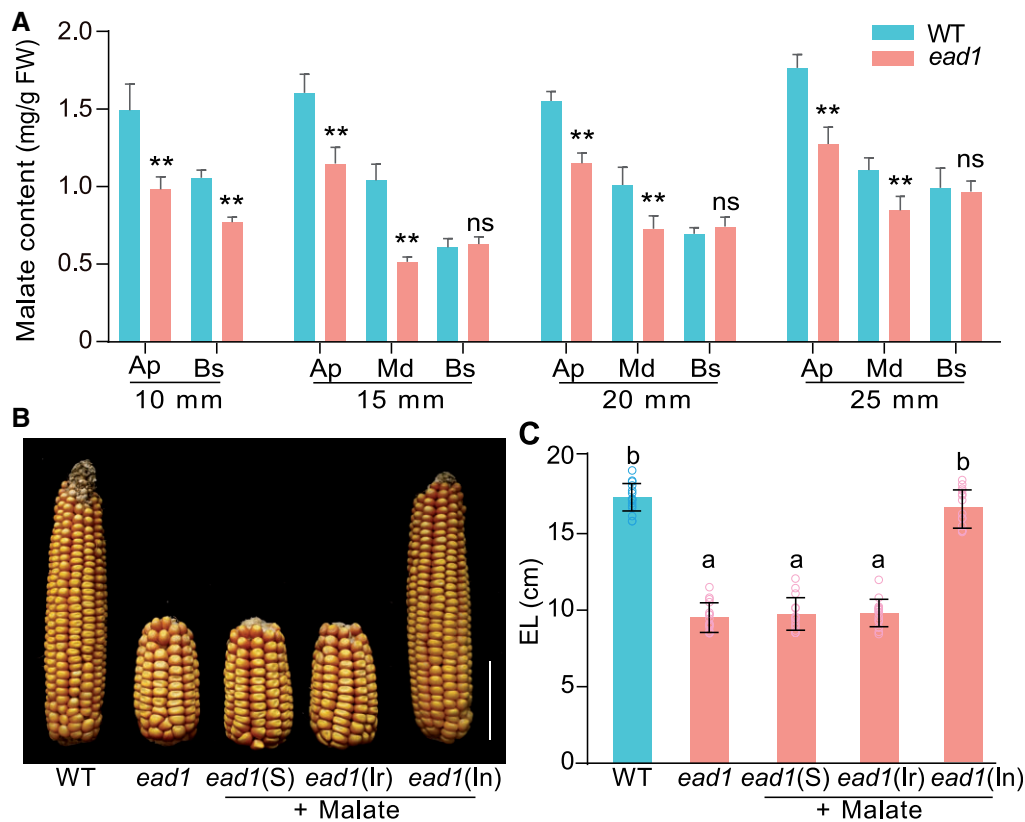 A
Malate content (mg/g FW)
2.0
1.5
1.0
0.5
0
WT
ead1
** ** ** ** ns ** ** ns ** ** ns
Ap Bs Ap Md Bs Ap Md Bs Ap Md Bs
10 mm 15 mm 20 mm 25 mm
B
WT ead1 ead1(S) ead1(Ir) ead1(In)
+ Malate
C
EL (cm)
20
15
10
5
0
b a a a b
WT ead1 ead1(S) ead1(Ir) ead1(In)
+ Malate